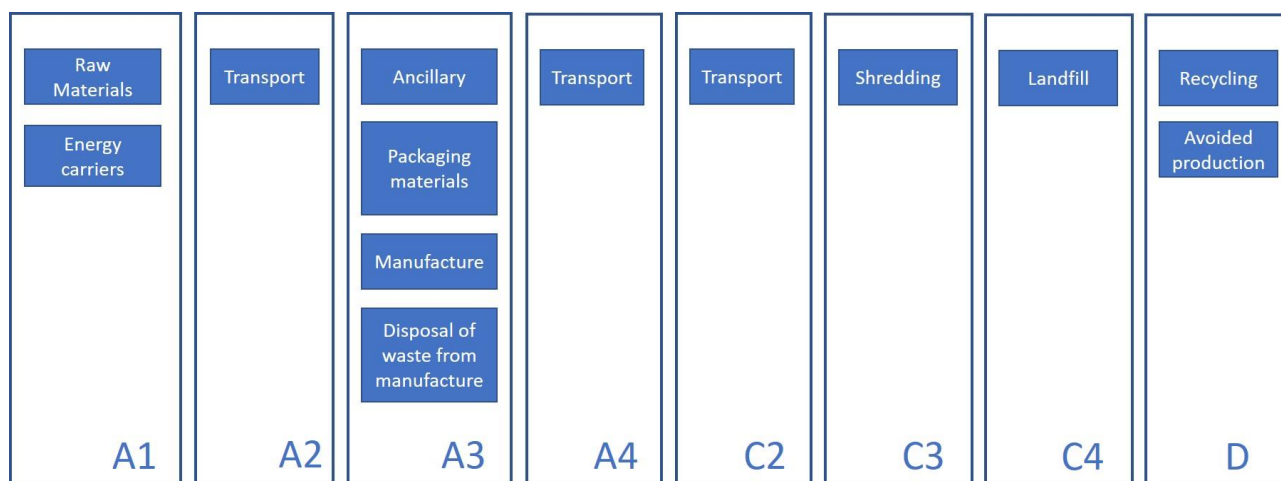 Raw
Materials
Energy
carriers
A1
Transport
A2
Ancillary
Packaging
materials
Manufacture
Disposal of
waste from
manufacture
A3
Transport
A4
Transport
C2
Shredding
C3
Landfill
C4
Recycling
Avoided
production
D